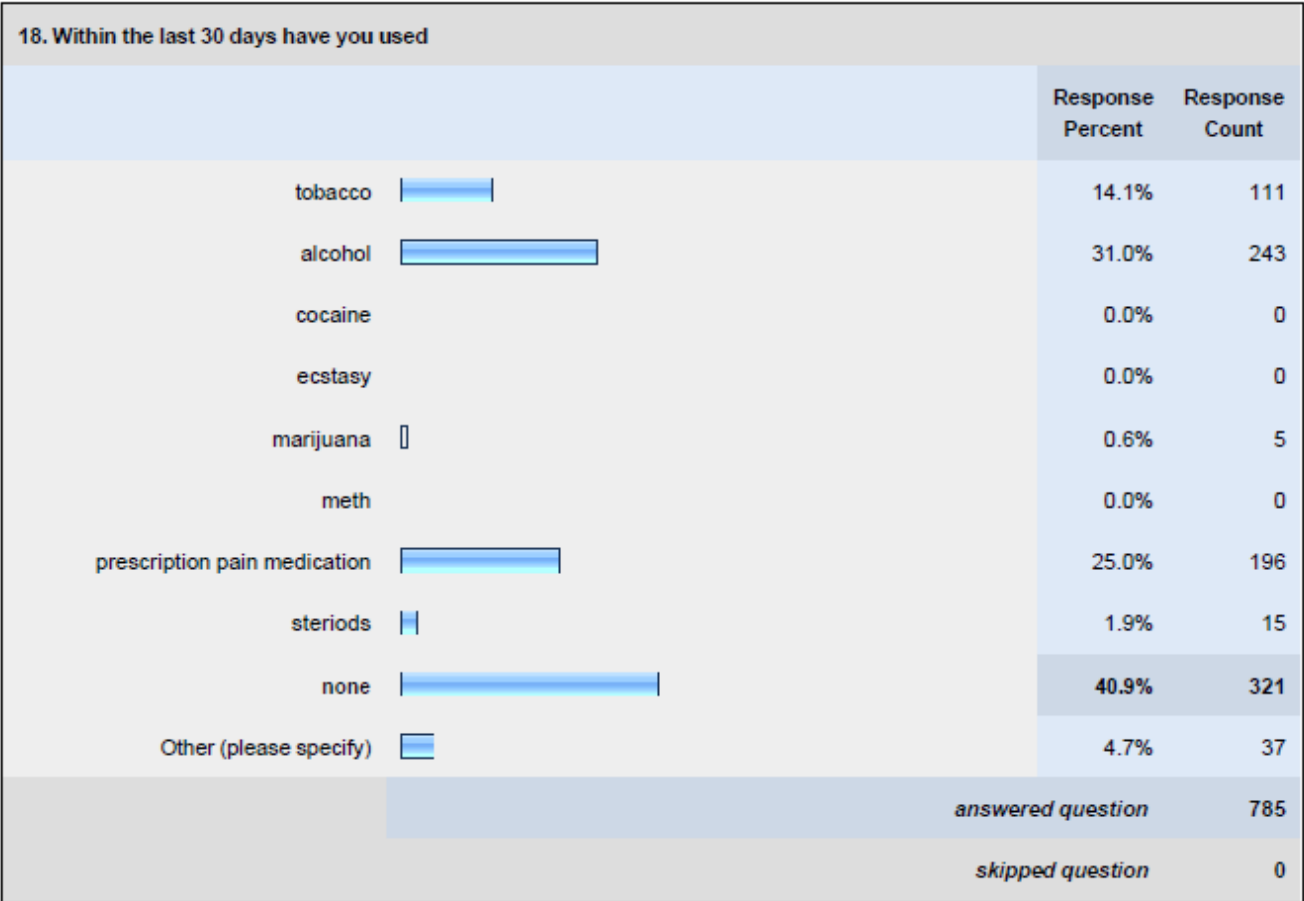 18. Within the last 30 days have you used
Response Percent Response Count
tobacco 14.1% 111
alcohol 31.0% 243
cocaine 0.0% 0
ecstasy 0.0% 0
marijuana 0.6% 5
meth 0.0% 0
prescription pain medication 25.0% 196
steriods 1.9% 15
none 40.9% 321
Other (please specify) 4.7% 37
answered question 785
skipped question 0